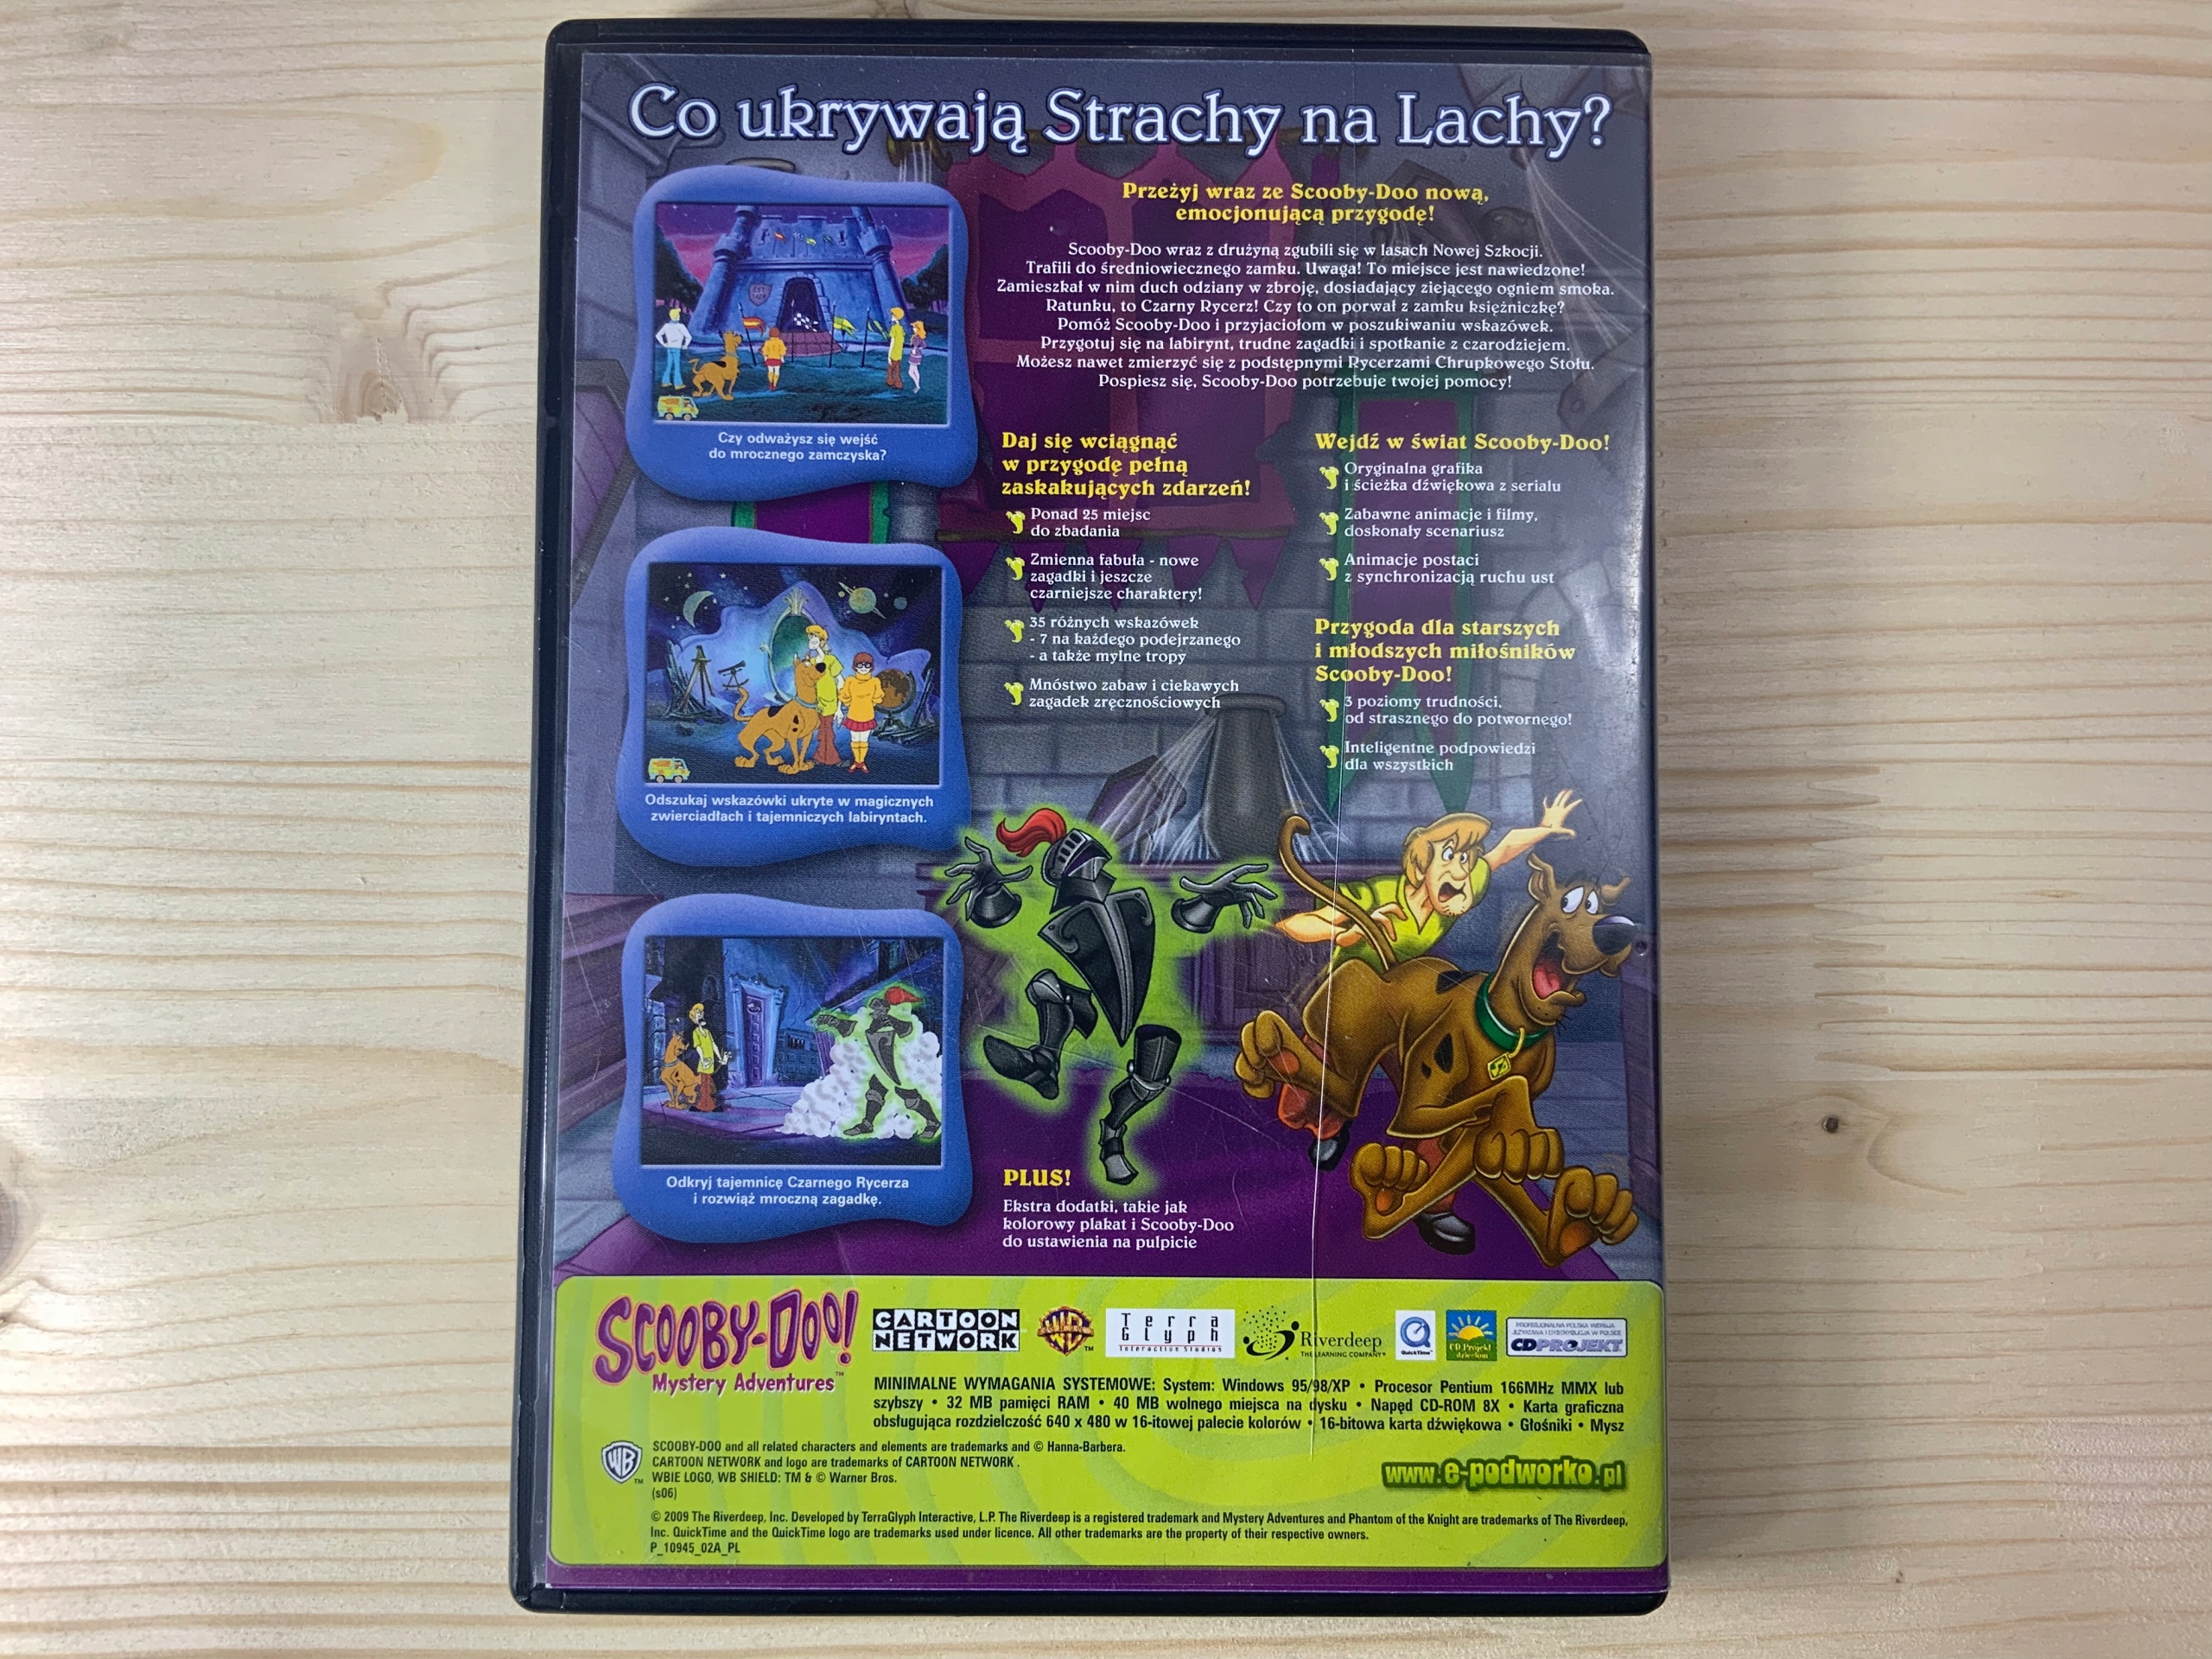 Co ukrywają Strachy na Lachy?
Przeżyj wraz ze Scooby-Doo nową,
emocjonującą przygodę!
Scooby-Doo wraz z drużyną zgubili się w lasach Nowej Szkocji.
Trafili do średniowiecznego zamku. Uwaga! To miejsce jest nawiedzone!
Zamieszkał w nim duch odziany w zbroję, dosiadający ziejącego ogniem smoka.
Ratunku, to Czarny Rycerz! Czy to on porwał z zamku księżniczkę?
Pomóż Scooby-Doo i przyjaciołom w poszukiwaniu wskazówek.
Przygotuj się na labirynt, trudne zagadki i spotkanie z czarodziejem.
Możesz nawet zmierzyć się z podstępnymi Rycerzami Chrupkowego Stołu.
Pospiesz się, Scooby-Doo potrzebuje twojej pomocy!
Czy odważysz się wejść
do mrocznego zamczyska?
Odszukaj wskazówki ukryte w magicznych
zwierciadłach i tajemniczych labiryntach.
Odkryj tajemnicę Czarnego Rycerza
i rozwiąż mroczną zagadkę.
Daj się wciągnąć
w przygodę pełną
zaskakujących zdarzeń!
Ponad 25 miejsc
do zbadania
Zmienna fabuła - nowe
zagadki i jeszcze
czarniejsze charaktery!
35 różnych wskazówek
- 7 na każdego podejrzanego
- a także mylne tropy
Mnóstwo zabaw i ciekawych
zagadek zręcznościowych
Wejdź w świat Scooby-Doo!
Oryginalna grafika
i ścieżka dźwiękowa z serialu
Zabawne animacje i filmy,
doskonały scenariusz
Animacje postaci
z synchronizacją ruchu ust
Przygoda dla starszych
i młodszych miłośników
Scooby-Doo!
3 poziomy trudności,
od strasznego do potwornego!
Inteligentne podpowiedzi
dla wszystkich
PLUS!
Ekstra dodatki, takie jak
kolorowy plakat i Scooby-Doo
do ustawienia na pulpicie
SCOOBY-DOO!
Mystery Adventures™
CARTOON
NETWORK
WB™
Terra
Glyph
Interactive Studios
Riverdeep
THE LEARNING COMPANY®
QuickTime™
CD Projekt
dzieciom
PROFESJONALNA POLSKA WERSJA
JĘZYKOWA I DYSTRYBUCJA W POLSCE
CDPROJEKT
MINIMALNE WYMAGANIA SYSTEMOWE: System: Windows 95/98/XP • Procesor Pentium 166MHz MMX lub
szybszy • 32 MB pamięci RAM • 40 MB wolnego miejsca na dysku • Napęd CD-ROM 8X • Karta graficzna
obsługująca rozdzielczość 640 x 480 w 16-itowej palecie kolorów • 16-bitowa karta dźwiękowa • Głośniki • Mysz
WB™
SCOOBY-DOO and all related characters and elements are trademarks and © Hanna-Barbera.
CARTOON NETWORK and logo are trademarks of CARTOON NETWORK .
WBIE LOGO, WB SHIELD: TM & © Warner Bros.
(s06)
www.e-podworko.pl
© 2009 The Riverdeep, Inc. Developed by TerraGlyph Interactive, L.P. The Riverdeep is a registered trademark and Mystery Adventures and Phantom of the Knight are trademarks of The Riverdeep,
Inc. QuickTime and the QuickTime logo are trademarks used under licence. All other trademarks are the property of their respective owners.
P_10945_02A_PL